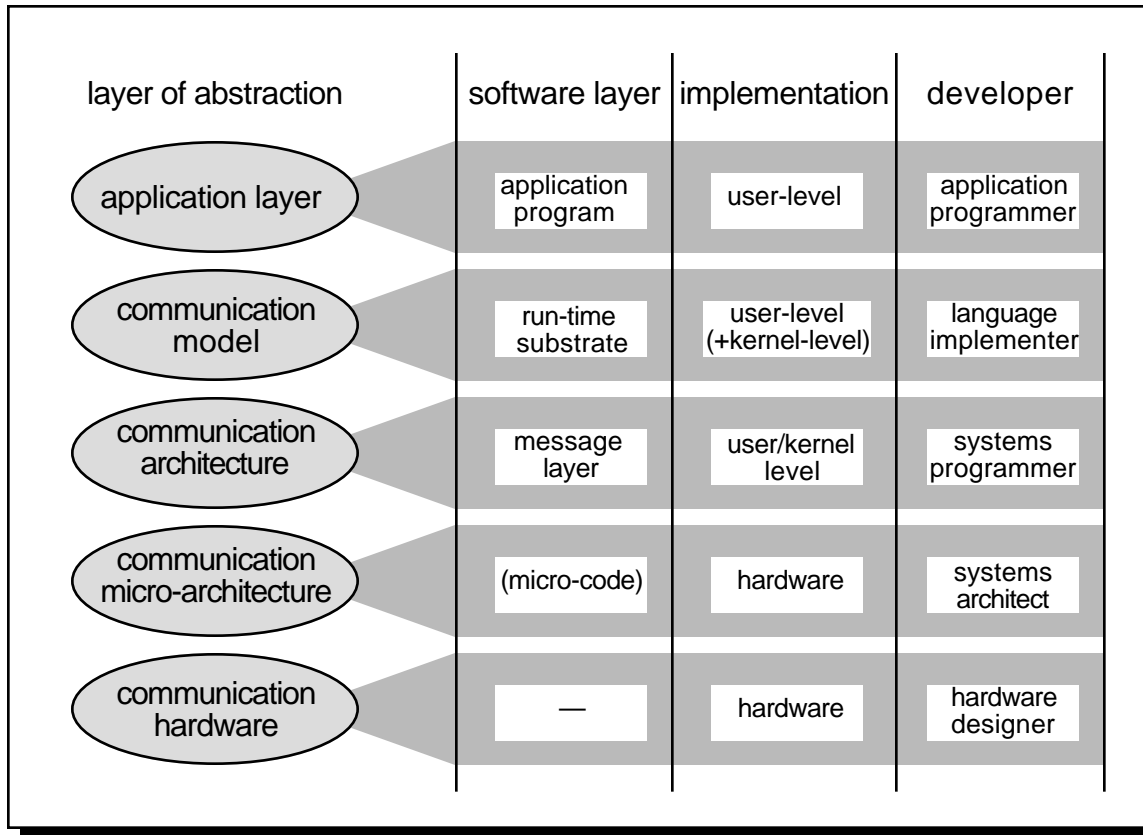 layer of abstraction software layer implementation developer
application layer
application
program
user-level
application
programmer
communication
model
run-time
substrate
user-level
(+kernel-level)
language
implementer
communication
architecture
message
layer
user/kernel
level
systems
programmer
communication
micro-architecture
(micro-code)
hardware
systems
architect
communication
hardware
—
hardware
hardware
designer